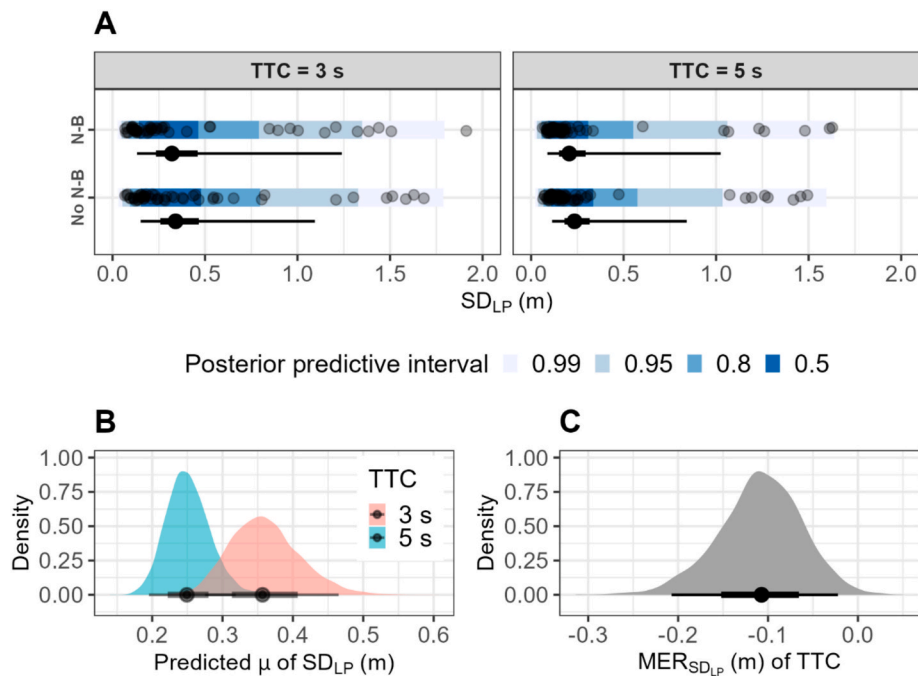 A
TTC = 3 s
TTC = 5 s
N-B
No N-B
0.0 0.5 1.0 1.5 2.0
0.0 0.5 1.0 1.5 2.0
SD_LP (m)
Posterior predictive interval 0.99 0.95 0.8 0.5
B
1.00
0.75
0.50
0.25
0.00
Density
TTC
3 s
5 s
0.2 0.3 0.4 0.5 0.6
Predicted μ of SD_LP (m)
C
1.00
0.75
0.50
0.25
0.00
Density
-0.3 -0.2 -0.1 0.0
MER_SD_LP (m) of TTC